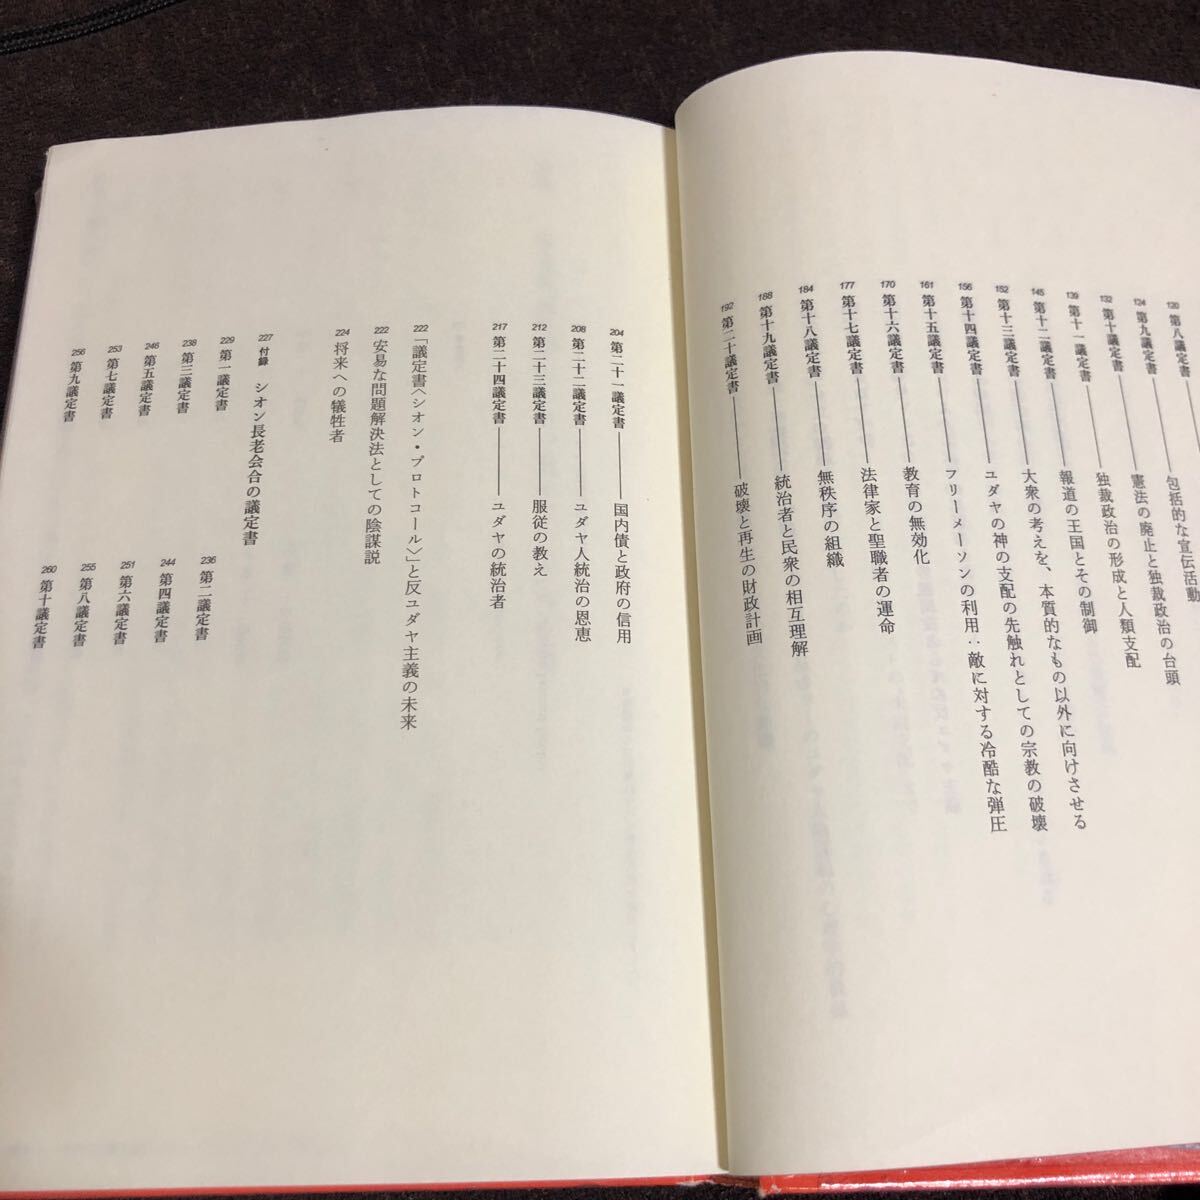 120 第八議定書――包括的な宣伝活動
124 第九議定書――憲法の廃止と独裁政治の台頭
132 第十議定書――独裁政治の形成と人類支配
139 第十一議定書――報道の王国とその制御
145 第十二議定書――大衆の考えを、本質的なもの以外に向けさせる
152 第十三議定書――ユダヤの神の支配の先触れとしての宗教の破壊
156 第十四議定書――フリーメーソンの利用:敵に対する冷酷な弾圧
161 第十五議定書――教育の無効化
170 第十六議定書――法律家と聖職者の運命
177 第十七議定書――無秩序の組織
184 第十八議定書――統治者と民衆の相互理解
188 第十九議定書――破壊と再生の財政計画
192 第二十議定書
204 第二十一議定書――国内債と政府の信用
208 第二十二議定書――ユダヤ人統治の恩恵
212 第二十三議定書――服従の教え
217 第二十四議定書――ユダヤの統治者
222 「議定書〈シオン・プロトコール〉」と反ユダヤ主義の未来
222 安易な問題解決法としての陰謀説
224 将来への犠牲者
227 付録 シオン長老会合の議定書
229 第一議定書
236 第二議定書
238 第三議定書
244 第四議定書
246 第五議定書
251 第六議定書
253 第七議定書
255 第八議定書
256 第九議定書
260 第十議定書